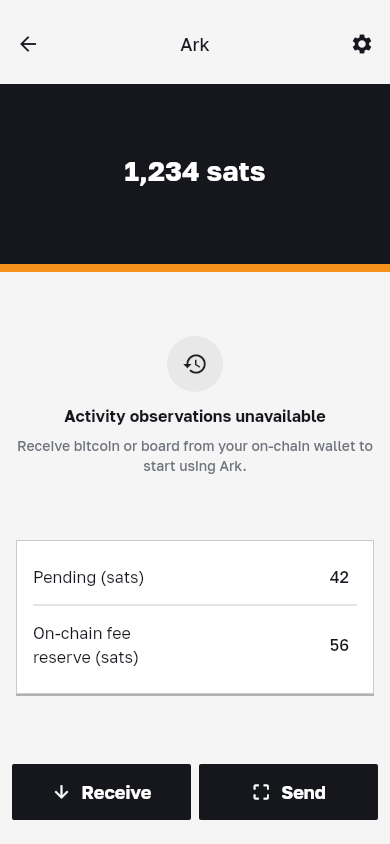 Ark
1,234 sats
Activity observations unavailable
Receive bitcoin or board from your on-chain wallet to
start using Ark.
Pending (sats) 42
On-chain fee
reserve (sats) 56
Receive Send